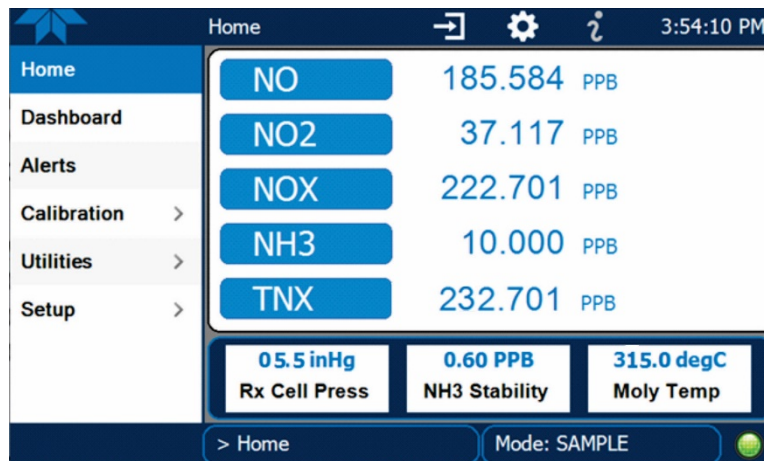 Home 3:54:10 PM
Home
Dashboard
Alerts
Calibration >
Utilities >
Setup >
NO 185.584 PPB
NO2 37.117 PPB
NOX 222.701 PPB
NH3 10.000 PPB
TNX 232.701 PPB
05.5 inHg
Rx Cell Press
0.60 PPB
NH3 Stability
315.0 degC
Moly Temp
> Home Mode: SAMPLE